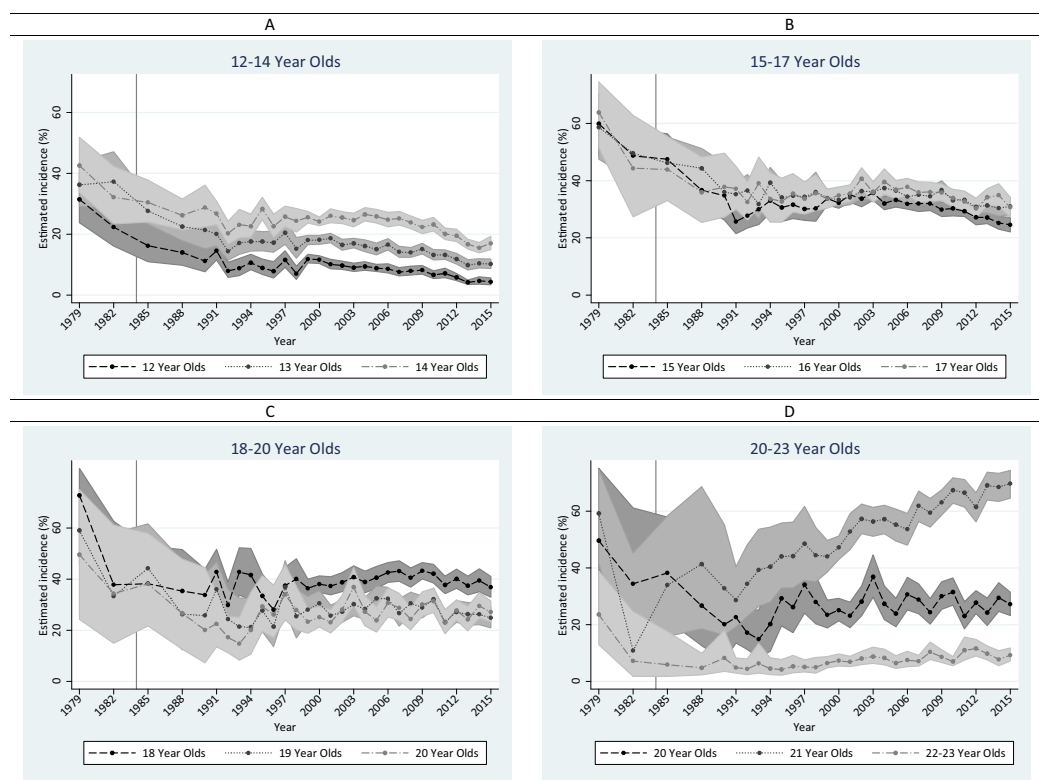 A
B
12-14 Year Olds
Estimated incidence (%)
0 20 40 60
1979 1982 1985 1988 1991 1994 1997 2000 2003 2006 2009 2012 2015
Year
12 Year Olds 13 Year Olds 14 Year Olds
15-17 Year Olds
Estimated incidence (%)
0 20 40 60
1979 1982 1985 1988 1991 1994 1997 2000 2003 2006 2009 2012 2015
Year
15 Year Olds 16 Year Olds 17 Year Olds
C
D
18-20 Year Olds
Estimated incidence (%)
0 20 40 60
1979 1982 1985 1988 1991 1994 1997 2000 2003 2006 2009 2012 2015
Year
18 Year Olds 19 Year Olds 20 Year Olds
20-23 Year Olds
Estimated incidence (%)
0 20 40 60
1979 1982 1985 1988 1991 1994 1997 2000 2003 2006 2009 2012 2015
Year
20 Year Olds 21 Year Olds 22-23 Year Olds